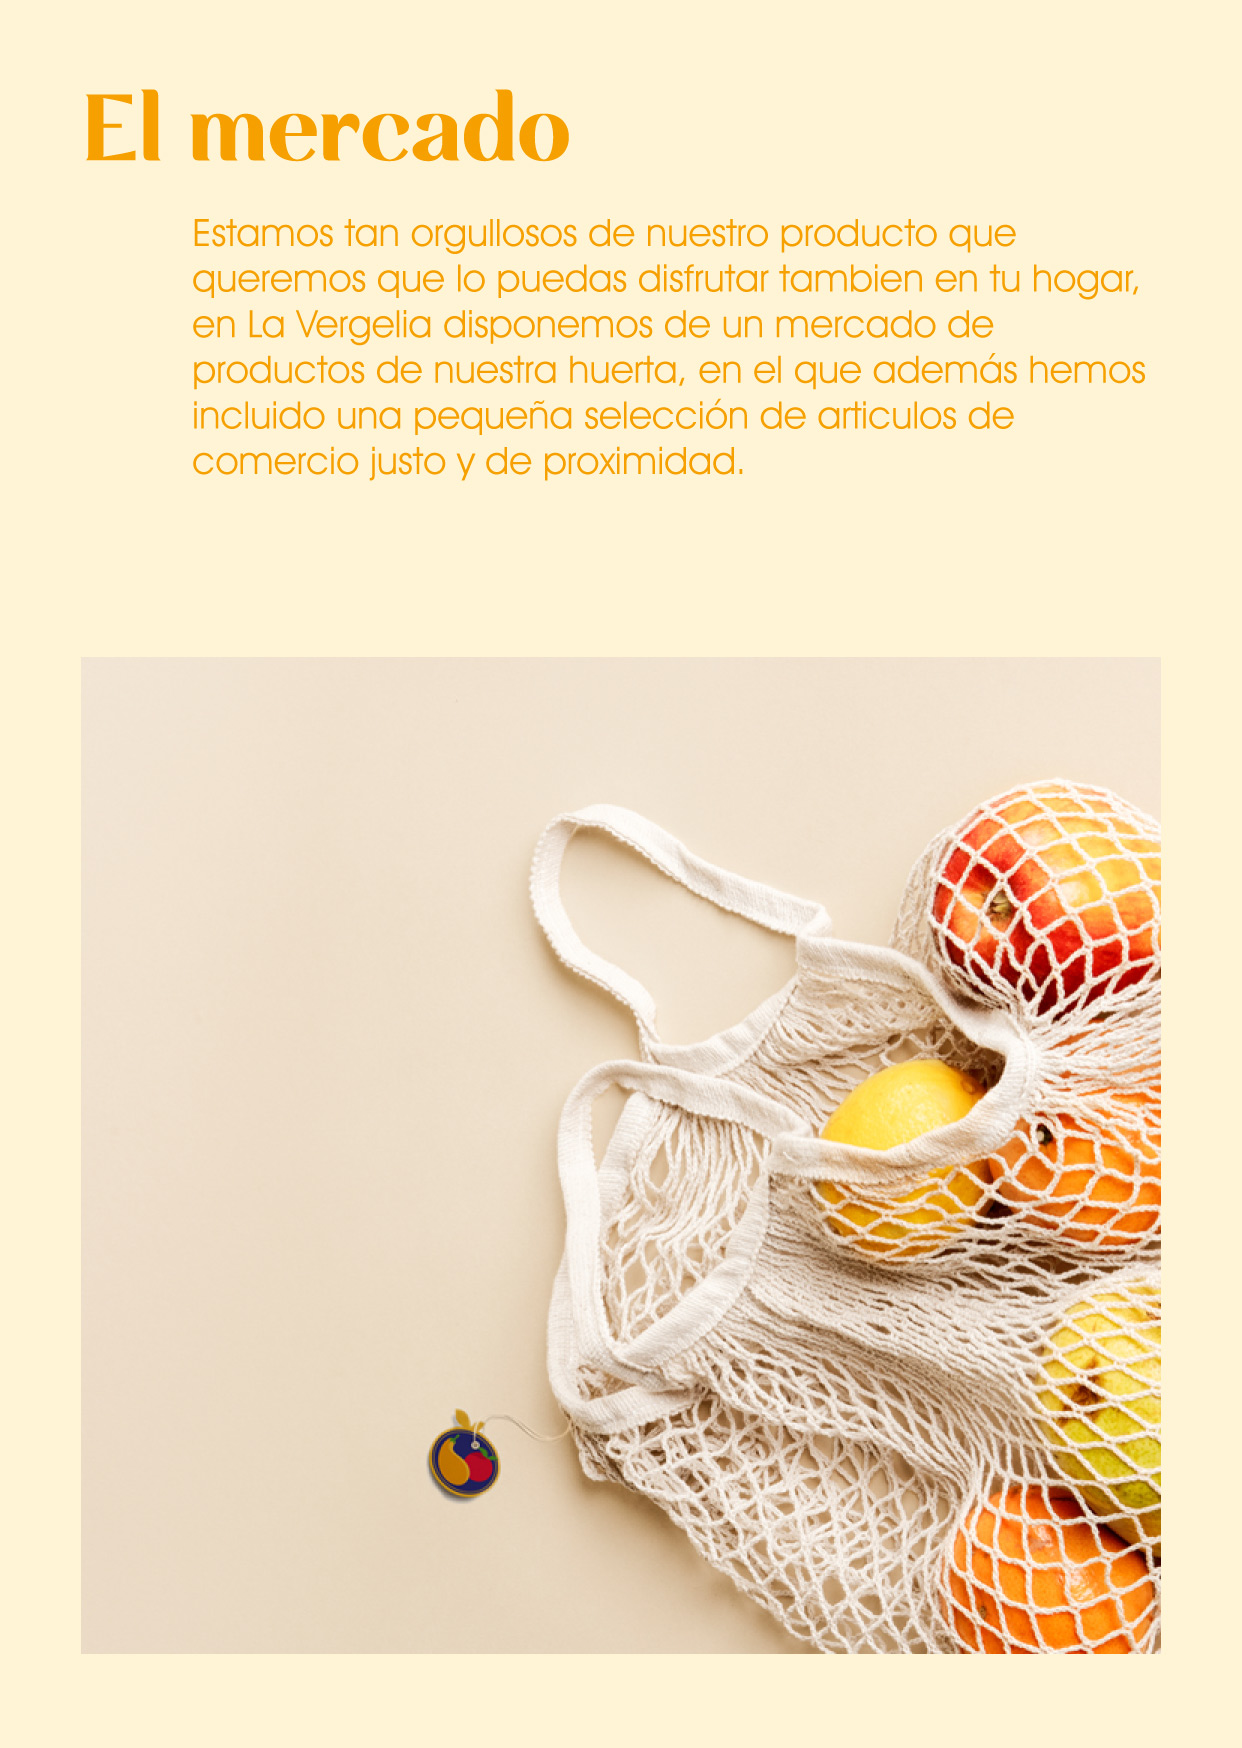 El mercado
Estamos tan orgullosos de nuestro producto que
queremos que lo puedas disfrutar tambien en tu hogar,
en La Vergelia disponemos de un mercado de
productos de nuestra huerta, en el que además hemos
incluido una pequeña selección de articulos de
comercio justo y de proximidad.